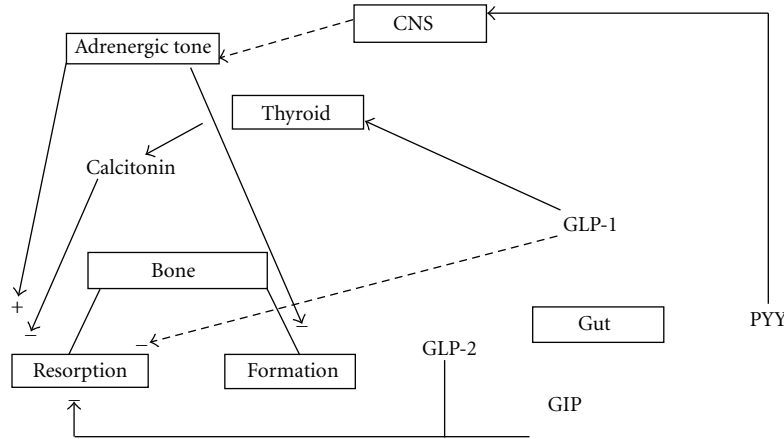 CNS
Adrenergic tone
Thyroid
Calcitonin
GLP-1
Bone
+
–
–
–
Gut
PYY
GLP-2
Resorption
Formation
–
GIP